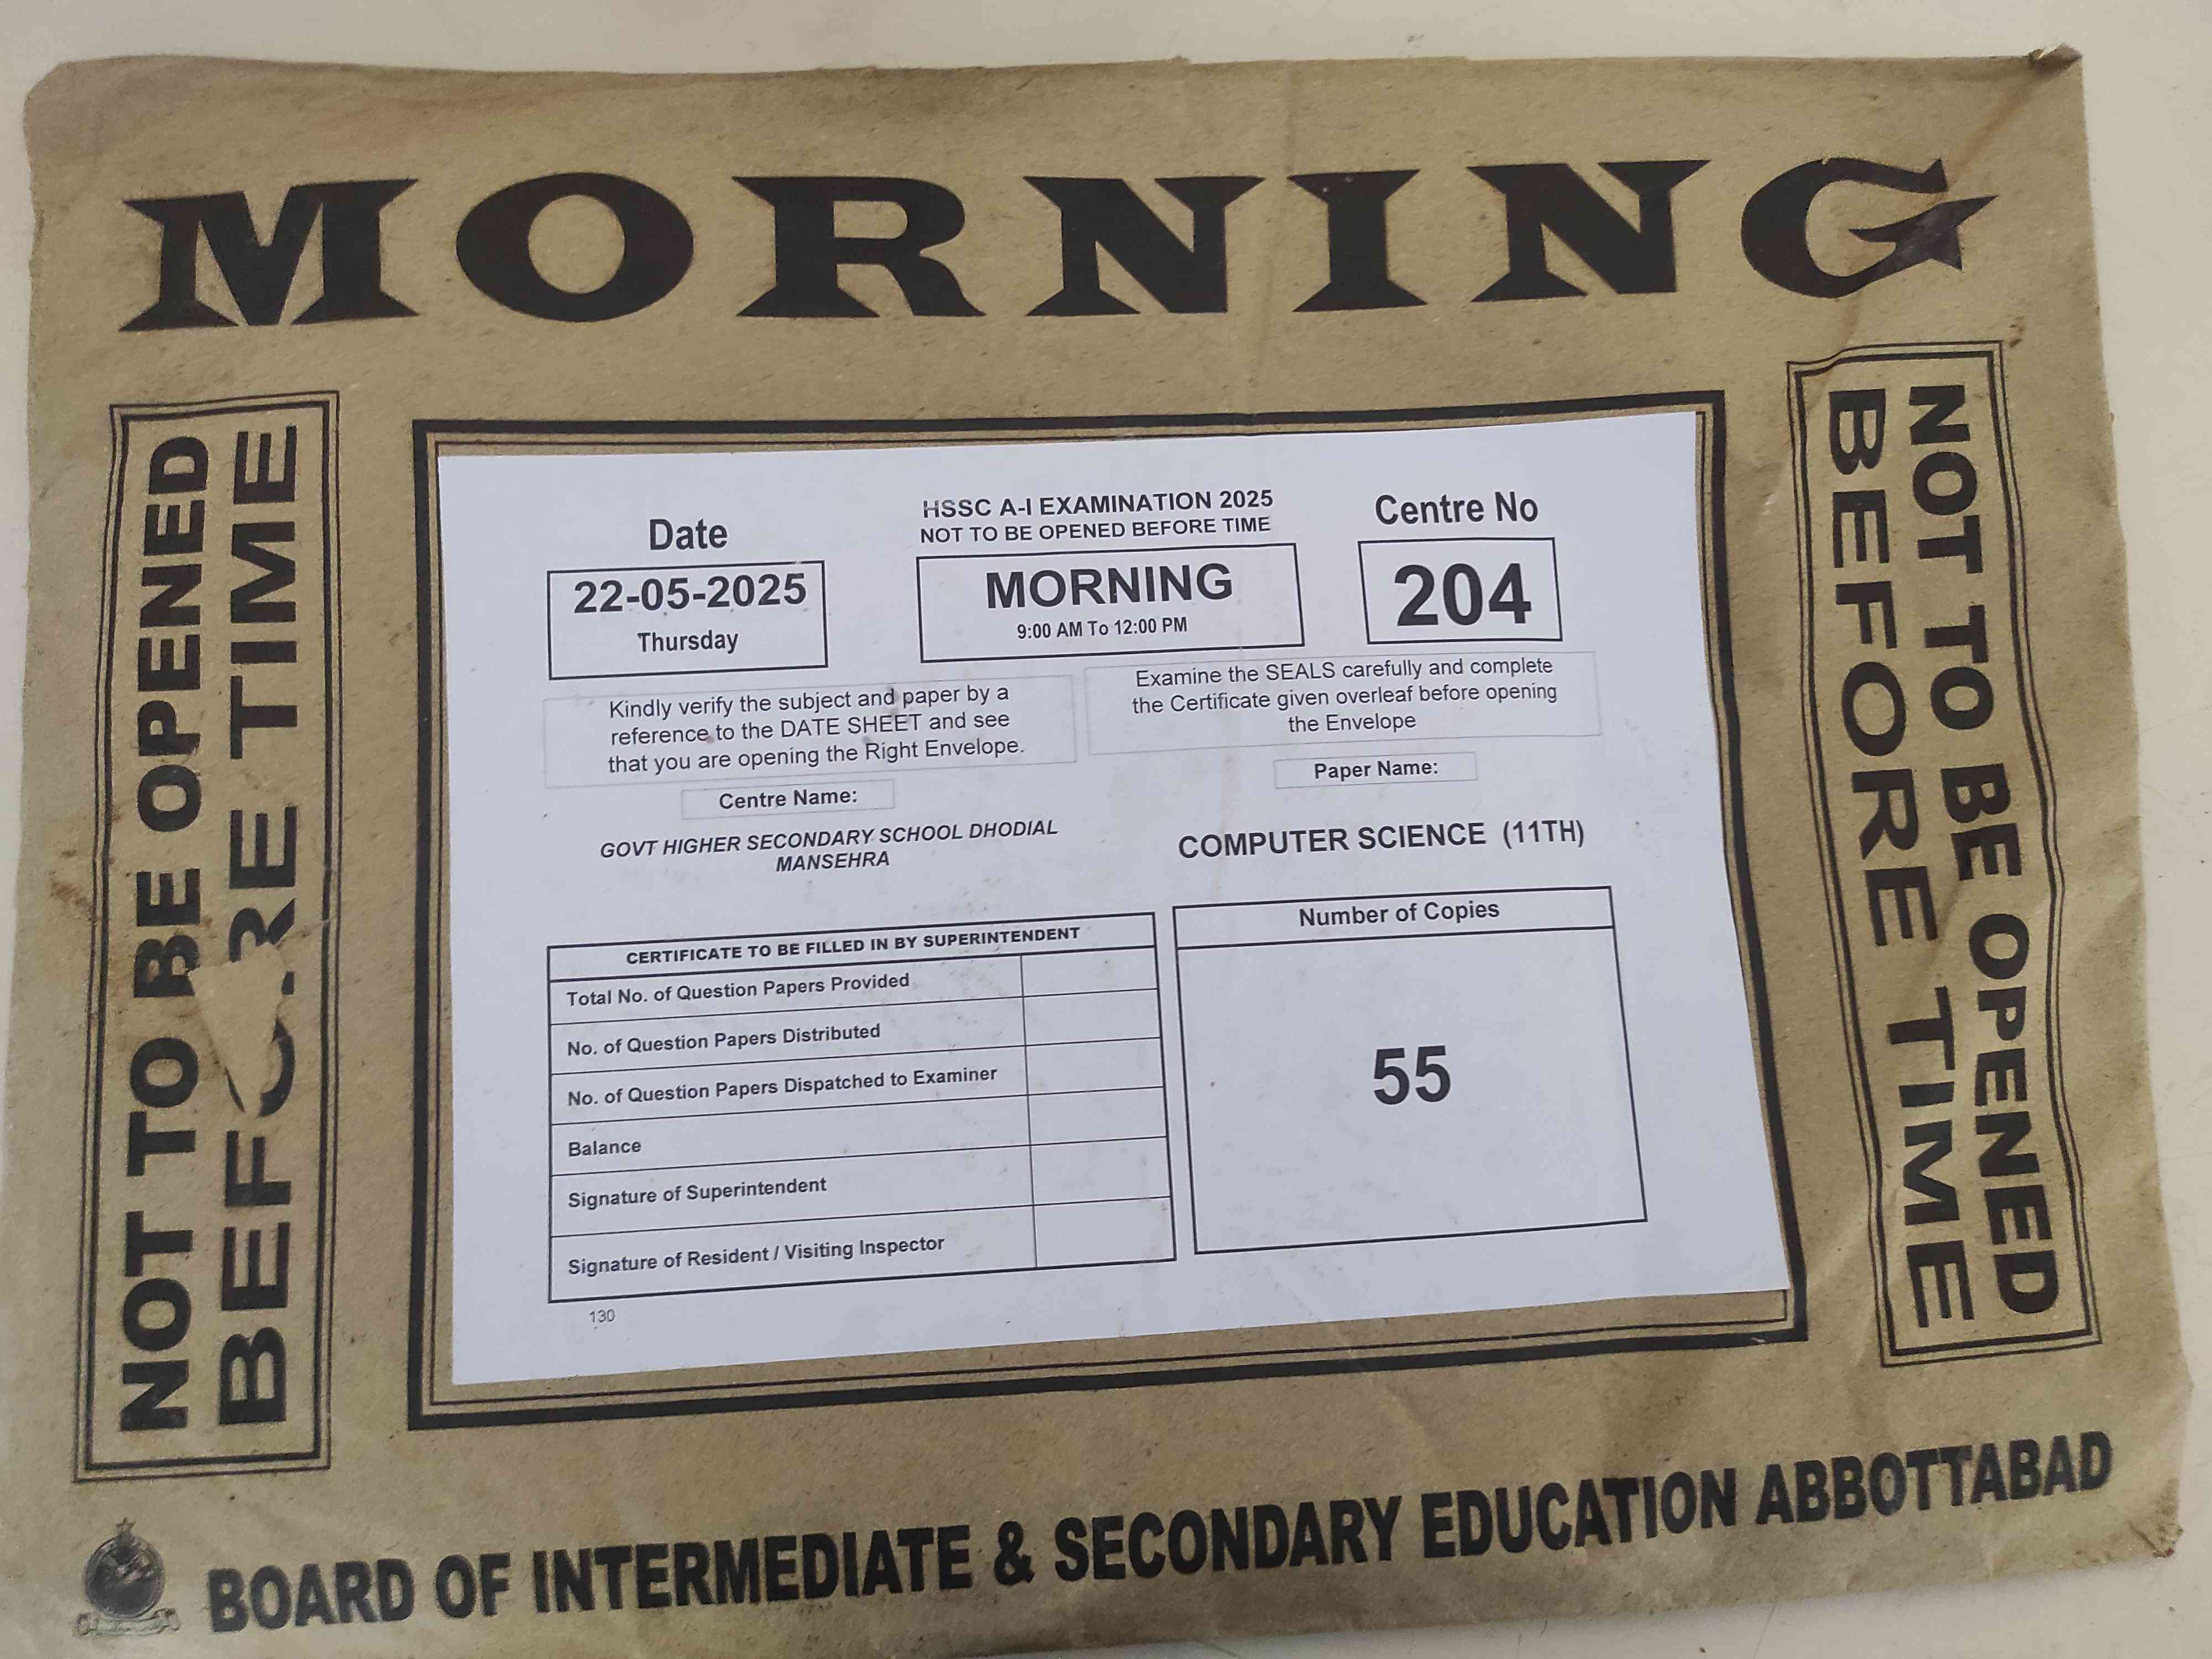 MORNING
NOT TO BE OPENED
BEFORE TIME
Date
22-05-2025
Thursday
HSSC A-I EXAMINATION 2025
NOT TO BE OPENED BEFORE TIME
MORNING
9:00 AM To 12:00 PM
Centre No
204
Kindly verify the subject and paper by a
reference to the DATE SHEET and see
that you are opening the Right Envelope.
Examine the SEALS carefully and complete
the Certificate given overleaf before opening
the Envelope
Centre Name:
GOVT HIGHER SECONDARY SCHOOL DHODIAL
MANSEHRA
Paper Name:
COMPUTER SCIENCE (11TH)
CERTIFICATE TO BE FILLED IN BY SUPERINTENDENT
Total No. of Question Papers Provided
No. of Question Papers Distributed
No. of Question Papers Dispatched to Examiner
Balance
Signature of Superintendent
Signature of Resident / Visiting Inspector
Number of Copies
55
130
NOT TO BE OPENED
BEFORE TIME
BOARD OF INTERMEDIATE & SECONDARY EDUCATION ABBOTTABAD